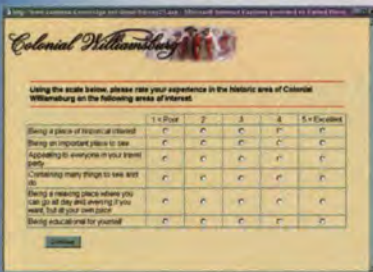 Colonial Williamsburg
Using the scale below, please rate your experience in the historic area of Colonial
Williamsburg on the following areas of interest.
1 = Poor 2 3 4 5 = Excellent
Being a place of historical interest
Being an important place to see
Appealing to everyone in your travel
party
Containing many things to see and
do
Being a relaxing place where you
can go all day and evening if you
want, but at your own pace
Being educational for yourself